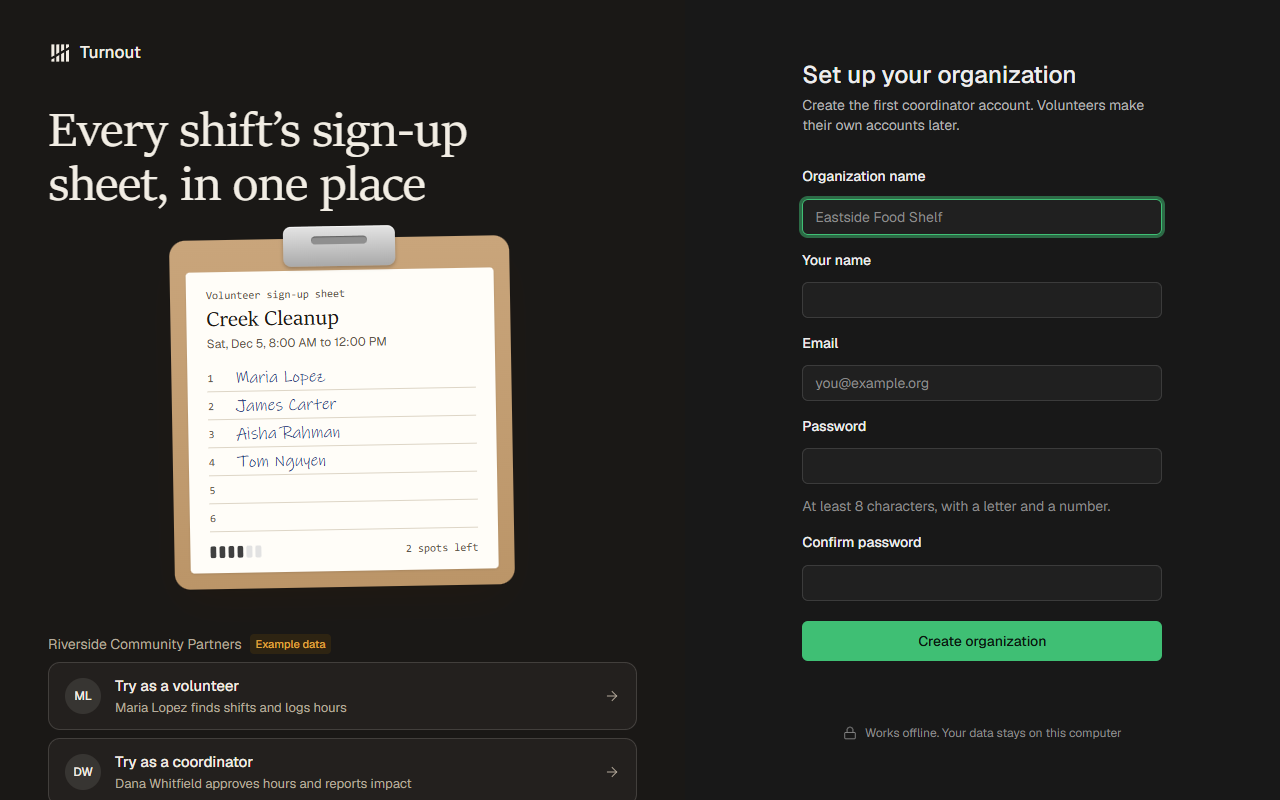 Turnout
Every shift’s sign-up
sheet, in one place
Volunteer sign-up sheet
Creek Cleanup
Sat, Dec 5, 8:00 AM to 12:00 PM
1 Maria Lopez
2 James Carter
3 Aisha Rahman
4 Tom Nguyen
5
6
2 spots left
Riverside Community Partners Example data
ML
Try as a volunteer
Maria Lopez finds shifts and logs hours
DW
Try as a coordinator
Dana Whitfield approves hours and reports impact
Set up your organization
Create the first coordinator account. Volunteers make
their own accounts later.
Organization name
Eastside Food Shelf
Your name
Email
you@example.org
Password
At least 8 characters, with a letter and a number.
Confirm password
Create organization
Works offline. Your data stays on this computer